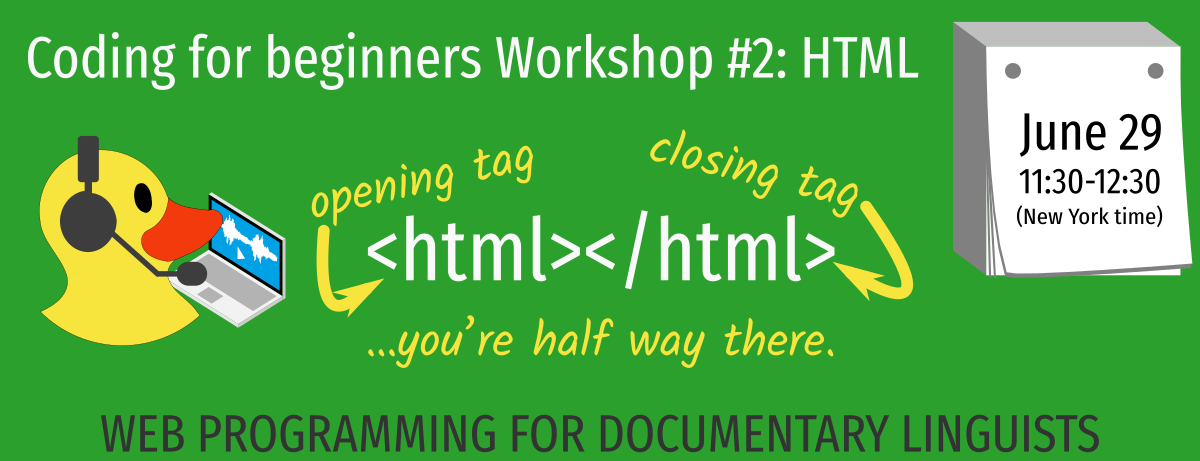 Coding for beginners Workshop #2: HTML
June 29
11:30-12:30
(New York time)
opening tag
closing tag
<html></html>
...you're half way there.
WEB PROGRAMMING FOR DOCUMENTARY LINGUISTS